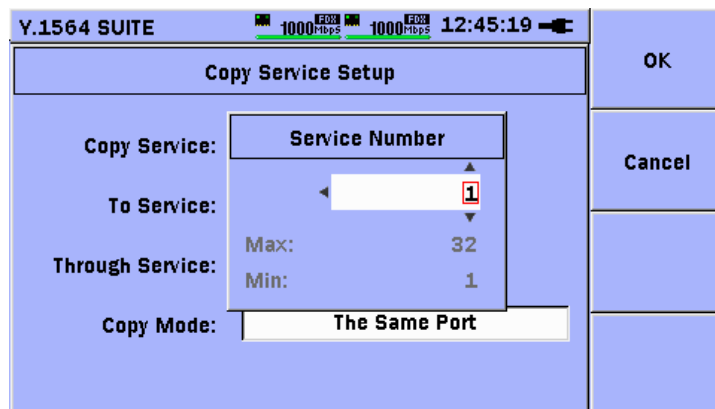 Y.1564 SUITE 1000 FDX Mbps 1000 FDX Mbps 12:45:19
Copy Service Setup
Copy Service:
To Service:
Through Service:
Copy Mode: The Same Port
Service Number
1
Max: 32
Min: 1
OK
Cancel